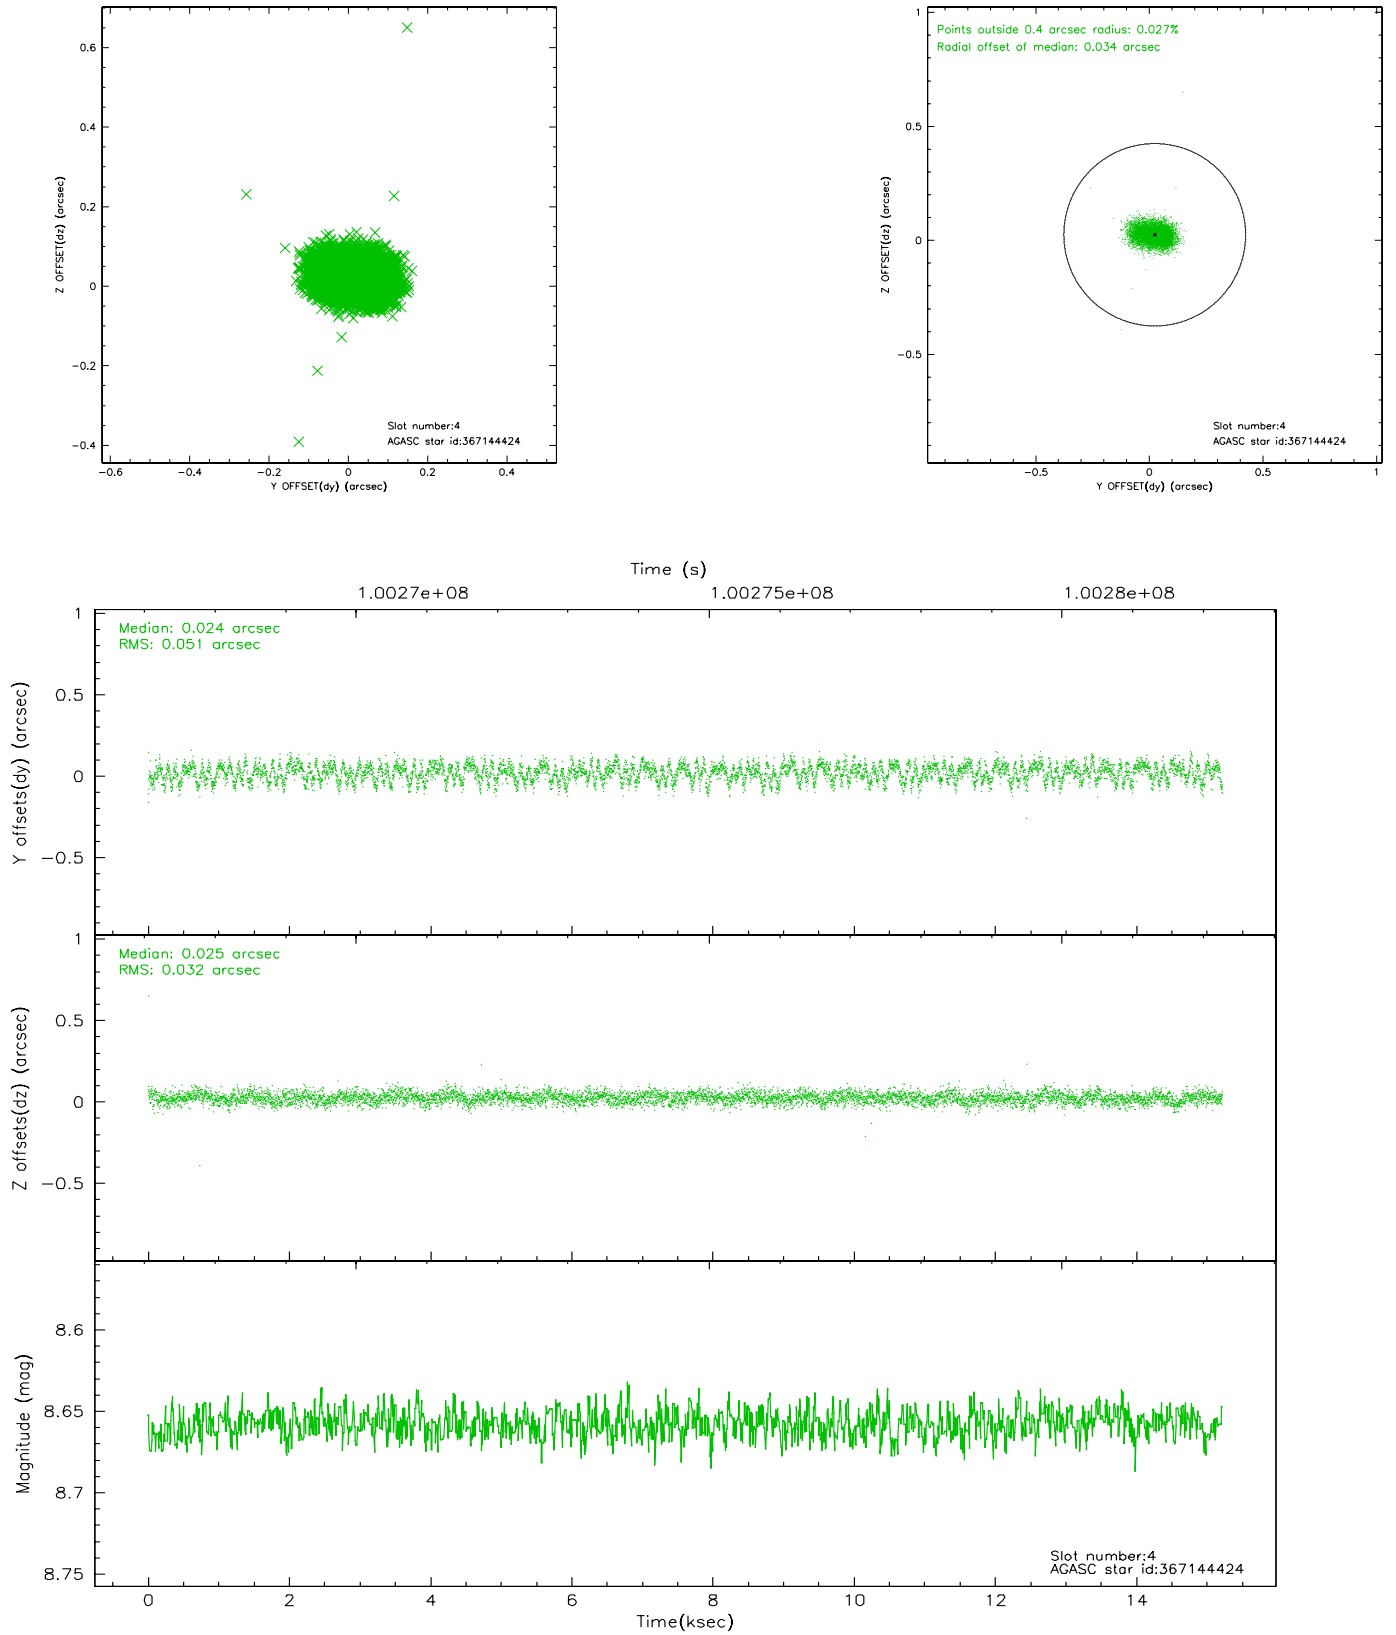 0.6
0.4
0.2
0
−0.2
−0.4
Z OFFSET(dz) (arcsec)
Slot number:4
AGASC star id:367144424
−0.6 −0.4 −0.2 0 0.2 0.4
Y OFFSET(dy) (arcsec)
1
0.5
0
−0.5
Z OFFSET(dz) (arcsec)
Points outside 0.4 arcsec radius: 0.027%
Radial offset of median: 0.034 arcsec
Slot number:4
AGASC star id:367144424
−0.5 0 0.5 1
Y OFFSET(dy) (arcsec)
Time (s)
1.0027e+08 1.00275e+08 1.0028e+08
1
0.5
0
−0.5
Y offsets(dy) (arcsec)
Median: 0.024 arcsec
RMS: 0.051 arcsec
1
0.5
0
−0.5
Z offsets(dz) (arcsec)
Median: 0.025 arcsec
RMS: 0.032 arcsec
8.6
8.65
8.7
8.75
Magnitude (mag)
Slot number:4
AGASC star id:367144424
0 2 4 6 8 10 12 14
Time(ksec)